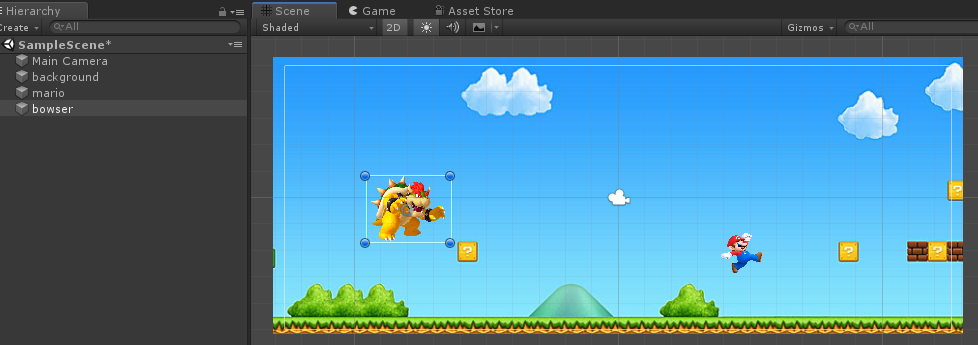 Hierarchy
Create
All
SampleScene*
Main Camera
background
mario
bowser
Scene
Game
Asset Store
Shaded
2D
Gizmos
All
?
?
?
?